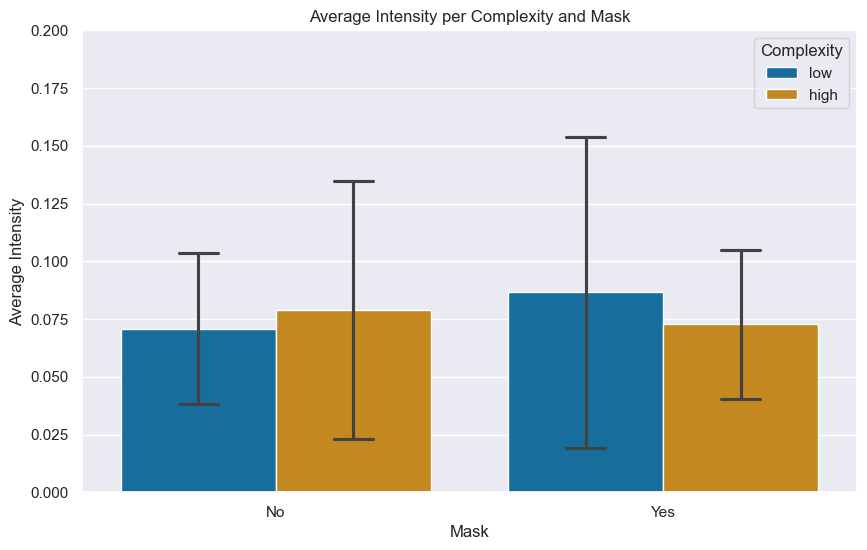 Average Intensity per Complexity and Mask
Average Intensity
0.200
0.175
0.150
0.125
0.100
0.075
0.050
0.025
0.000
Complexity
low
high
No
Yes
Mask